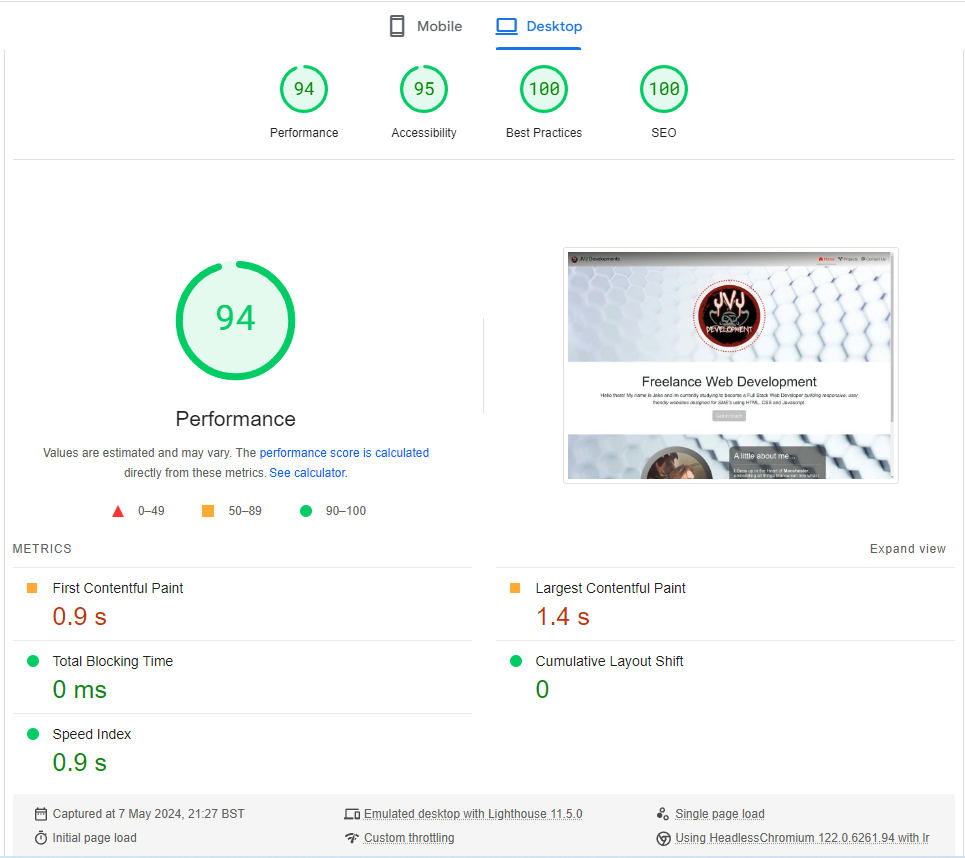 Mobile
Desktop
94
95
100
100
Performance
Accessibility
Best Practices
SEO
94
Performance
Values are estimated and may vary. The performance score is calculated
directly from these metrics. See calculator.
0–49
50–89
90–100
JVJ Developments
Home
Projects
Contact Us
JVJ
DEVELOPMENT
Freelance Web Development
Hello there! My name is Jake and im currently studying to become a Full Stack Web Developer building responsive, user
friendly websites designed for SME's using HTML, CSS and Javascript.
A little about me...
METRICS
Expand view
First Contentful Paint
0.9 s
Largest Contentful Paint
1.4 s
Total Blocking Time
0 ms
Cumulative Layout Shift
0
Speed Index
0.9 s
Captured at 7 May 2024, 21:27 BST
Emulated desktop with Lighthouse 11.5.0
Single page load
Initial page load
Custom throttling
Using HeadlessChromium 122.0.6261.94 with lr